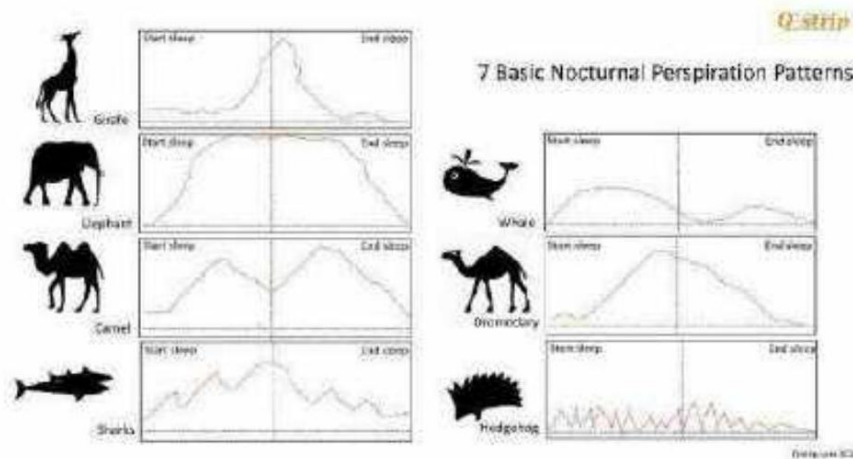 Q_strip
7 Basic Nocturnal Perspiration Patterns
Start sleep End sleep
Girafe
Start sleep End sleep
Elephant
Start sleep End sleep
Camel
Start sleep End sleep
Sharks
Start sleep End sleep
Whale
Start sleep End sleep
Dromedary
Start sleep End sleep
Hedgehog